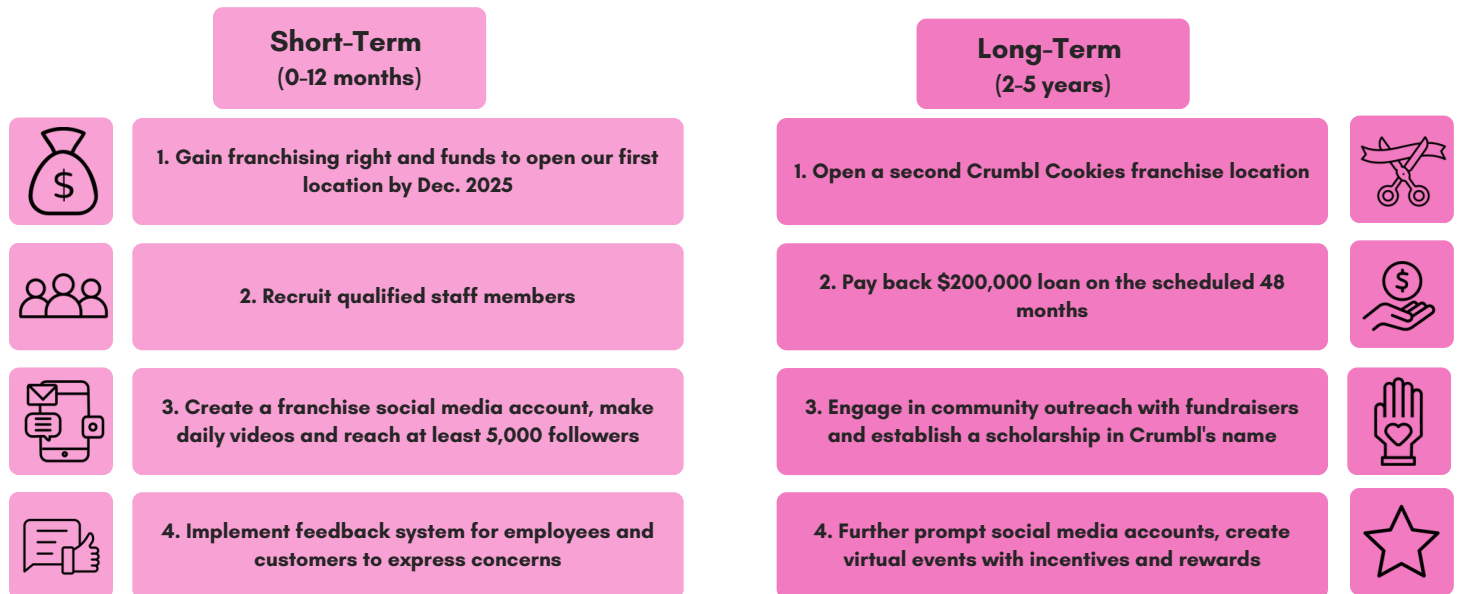 Short-Term
(0-12 months)
1. Gain franchising right and funds to open our first
location by Dec. 2025
$
2. Recruit qualified staff members
3. Create a franchise social media account, make
daily videos and reach at least 5,000 followers
4. Implement feedback system for employees and
customers to express concerns
Long-Term
(2-5 years)
1. Open a second Crumbl Cookies franchise location
2. Pay back $200,000 loan on the scheduled 48
months
$
3. Engage in community outreach with fundraisers
and establish a scholarship in Crumbl's name
4. Further prompt social media accounts, create
virtual events with incentives and rewards